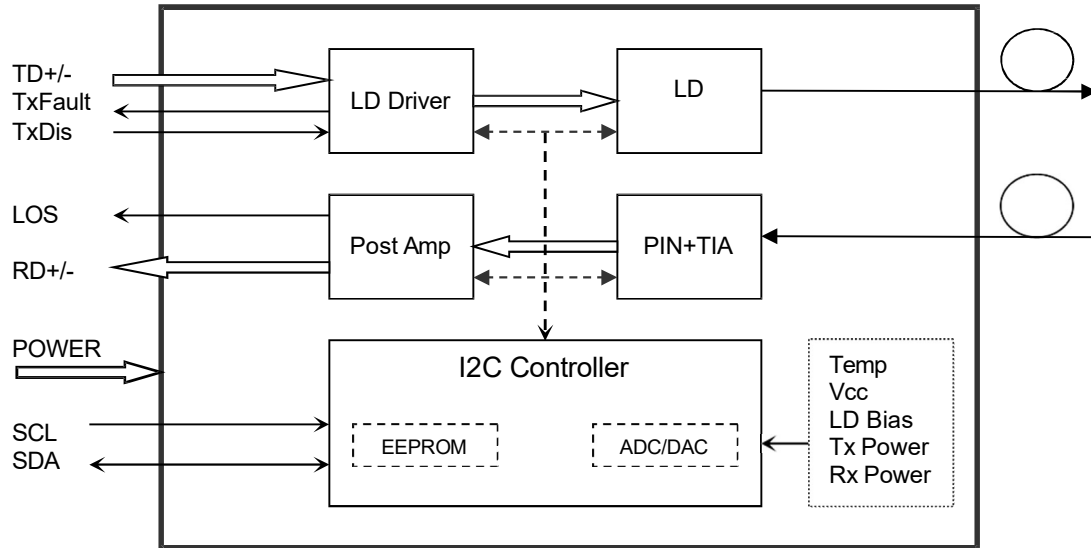 TD+/-
TxFault
TxDis
LD Driver
LD
LOS
RD+/-
Post Amp
PIN+TIA
POWER
SCL
SDA
I2C Controller
EEPROM
ADC/DAC
Temp
Vcc
LD Bias
Tx Power
Rx Power